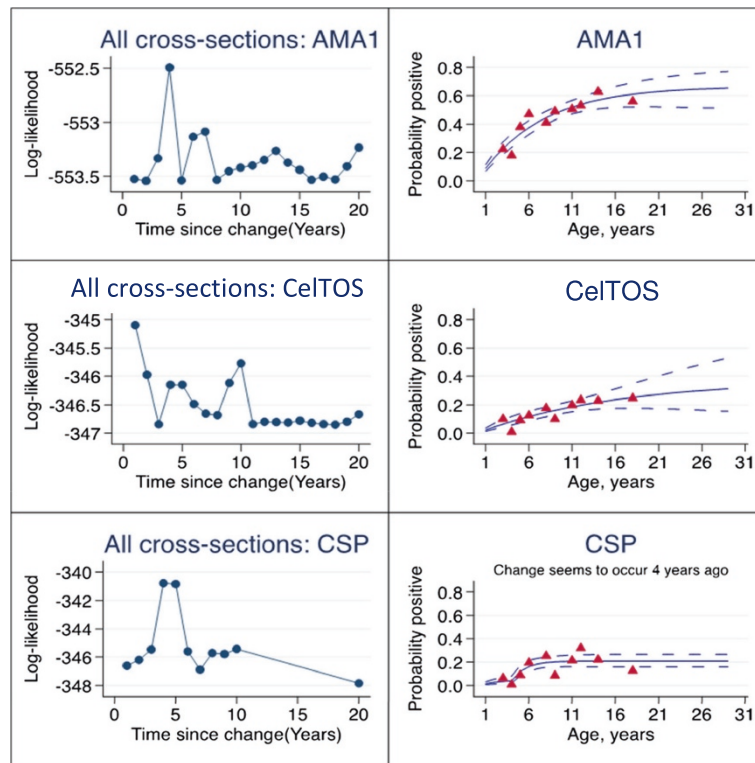 All cross-sections: AMA1
Log-likelihood
-552.5
-553
-553.5
0 5 10 15 20
Time since change(Years)
AMA1
Probability positive
0.8
0.6
0.4
0.2
0.0
1 6 11 16 21 26 31
Age, years
All cross-sections: CelTOS
Log-likelihood
-345
-345.5
-346
-346.5
-347
0 5 10 15 20
Time since change(Years)
CelTOS
Probability positive
0.8
0.6
0.4
0.2
0.0
1 6 11 16 21 26 31
Age, years
All cross-sections: CSP
Log-likelihood
-340
-342
-344
-346
-348
0 5 10 15 20
Time since change(Years)
CSP
Change seems to occur 4 years ago
Probability positive
0.8
0.6
0.4
0.2
0.0
1 6 11 16 21 26 31
Age, years